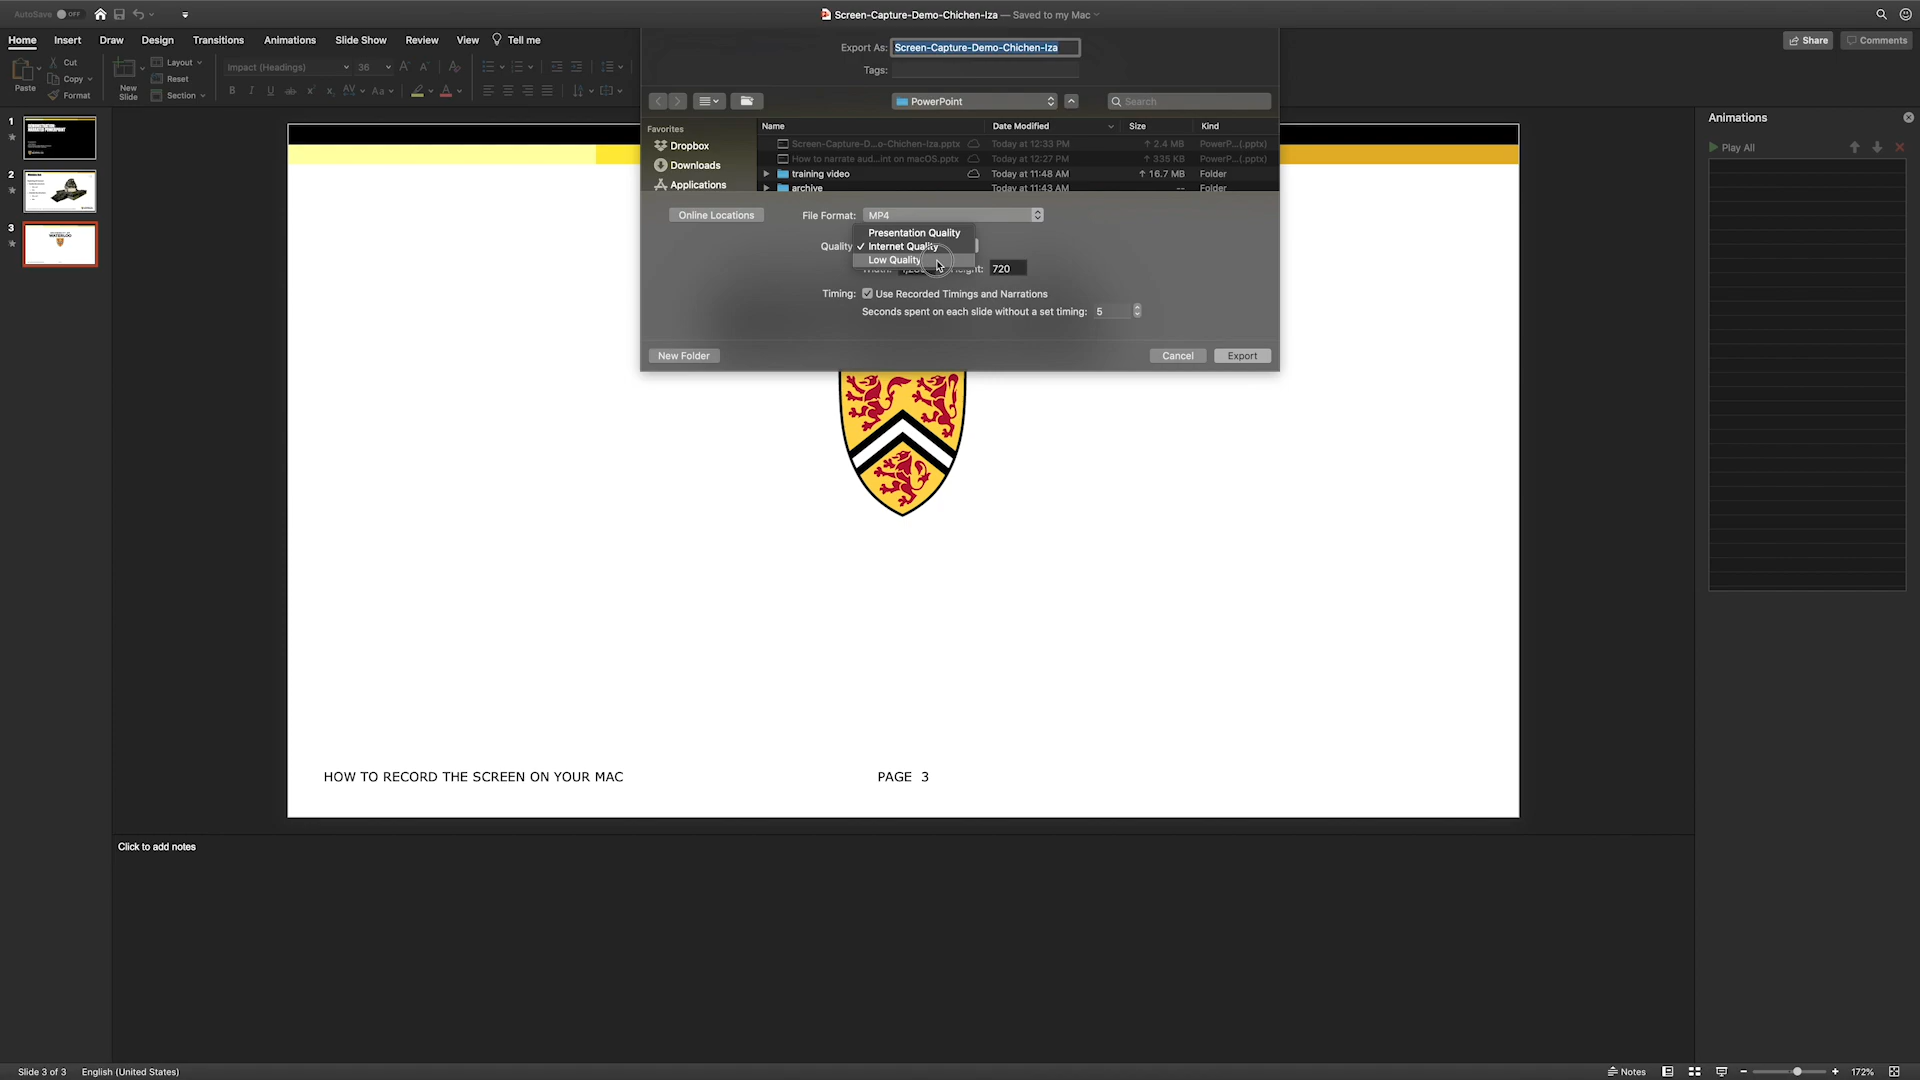 AutoSave OFF
Screen-Capture-Demo-Chichen-Iza — Saved to my Mac
Home Insert Draw Design Transitions Animations Slide Show Review View Tell me
Share Comments
Paste
Cut
Copy
Format
New Slide
Layout
Reset
Section
Impact (Headings) 36
Export As: Screen-Capture-Demo-Chichen-Iza
Tags:
PowerPoint
Search
Favorites
Dropbox
Downloads
Applications
Name Date Modified Size Kind
Screen-Capture-D...o-Chichen-Iza.pptx Today at 12:33 PM 2.4 MB PowerP...(.pptx)
How to narrate aud...int on macOS.pptx Today at 12:27 PM 335 KB PowerP...(.pptx)
training video Today at 11:48 AM 16.7 MB Folder
archive Today at 11:43 AM -- Folder
Online Locations
File Format: MP4
Quality
Presentation Quality
Internet Quality
Low Quality
720
Timing: Use Recorded Timings and Narrations
Seconds spent on each slide without a set timing: 5
New Folder
Cancel Export
1
2
3
WATERLOO
HOW TO RECORD THE SCREEN ON YOUR MAC
PAGE 3
Click to add notes
Animations
Play All
Slide 3 of 3 English (United States)
Notes 172%